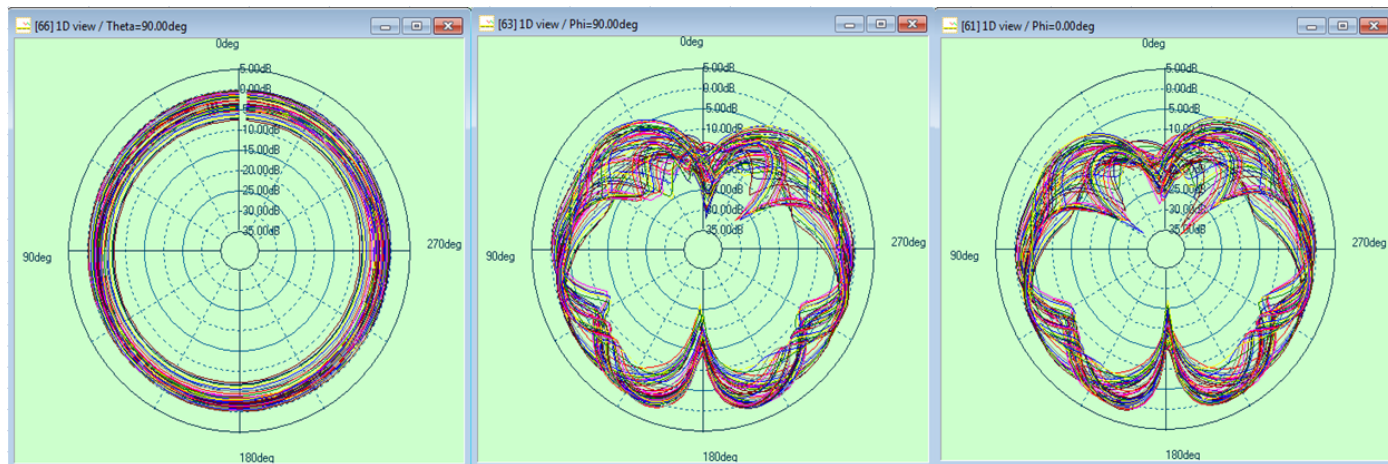 [66] 1D view / Theta=90.00deg
0deg
5.00dB
0.00dB
-10.00dB
-15.00dB
-20.00dB
-25.00dB
-30.00dB
-35.00dB
90deg
270deg
180deg
[63] 1D view / Phi=90.00deg
0deg
5.00dB
0.00dB
-5.00dB
-10.00dB
-35.00dB
90deg
270deg
180deg
[61] 1D view / Phi=0.00deg
0deg
5.00dB
0.00dB
-5.00dB
-10.00dB
-30.00dB
-35.00dB
90deg
270deg
180deg